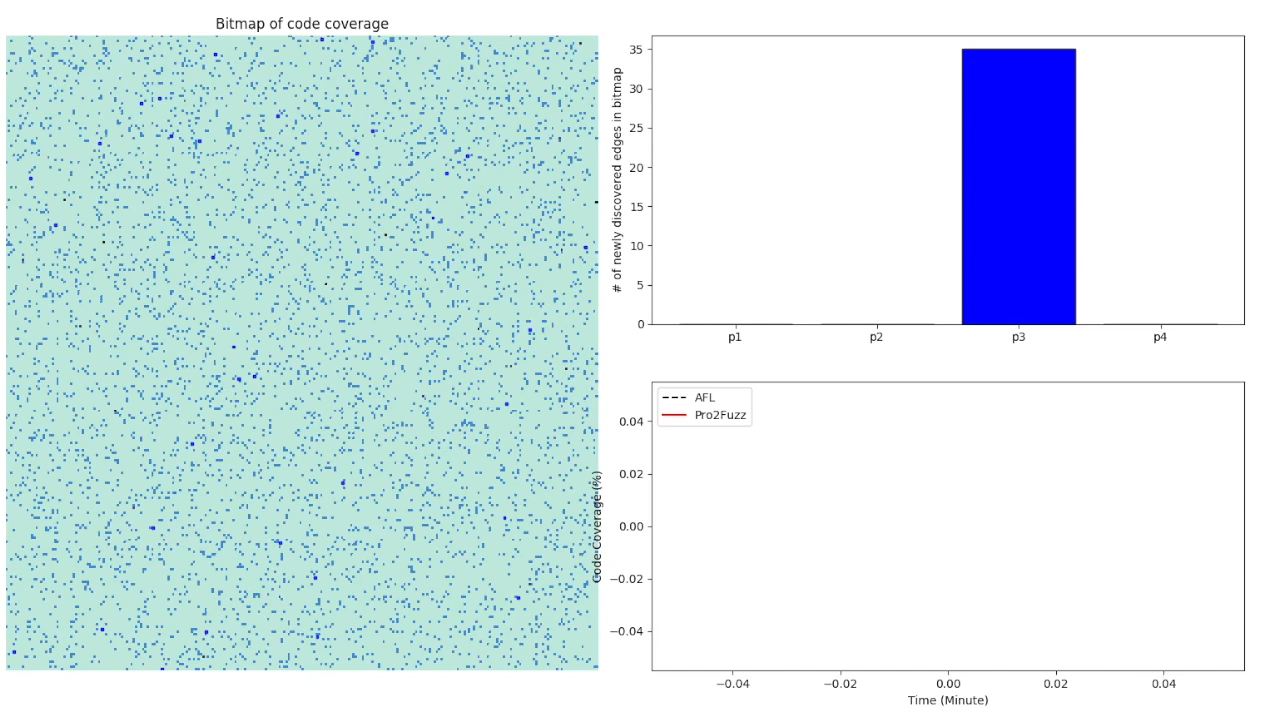 Bitmap of code coverage
# of newly discovered edges in bitmap
35
30
25
20
15
10
5
0
p1 p2 p3 p4
AFL
Pro2Fuzz
Code Coverage (%)
0.04
0.02
0.00
−0.02
−0.04
−0.04 −0.02 0.00 0.02 0.04
Time (Minute)